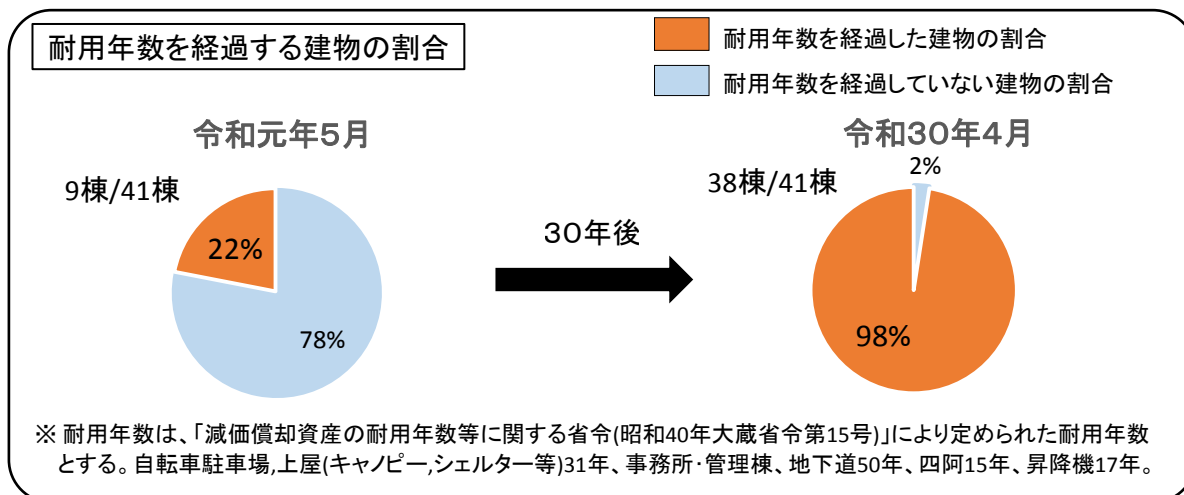 耐用年数を経過する建物の割合
耐用年数を経過した建物の割合
耐用年数を経過していない建物の割合
令和元年５月
令和３０年４月
9棟/41棟
22%
78%
３０年後
38棟/41棟
2%
98%
※ 耐用年数は、「減価償却資産の耐用年数等に関する省令(昭和40年大蔵省令第15号)」により定められた耐用年数
とする。自転車駐車場,上屋(キャノピー,シェルター等)31年、事務所・管理棟、地下道50年、四阿15年、昇降機17年。